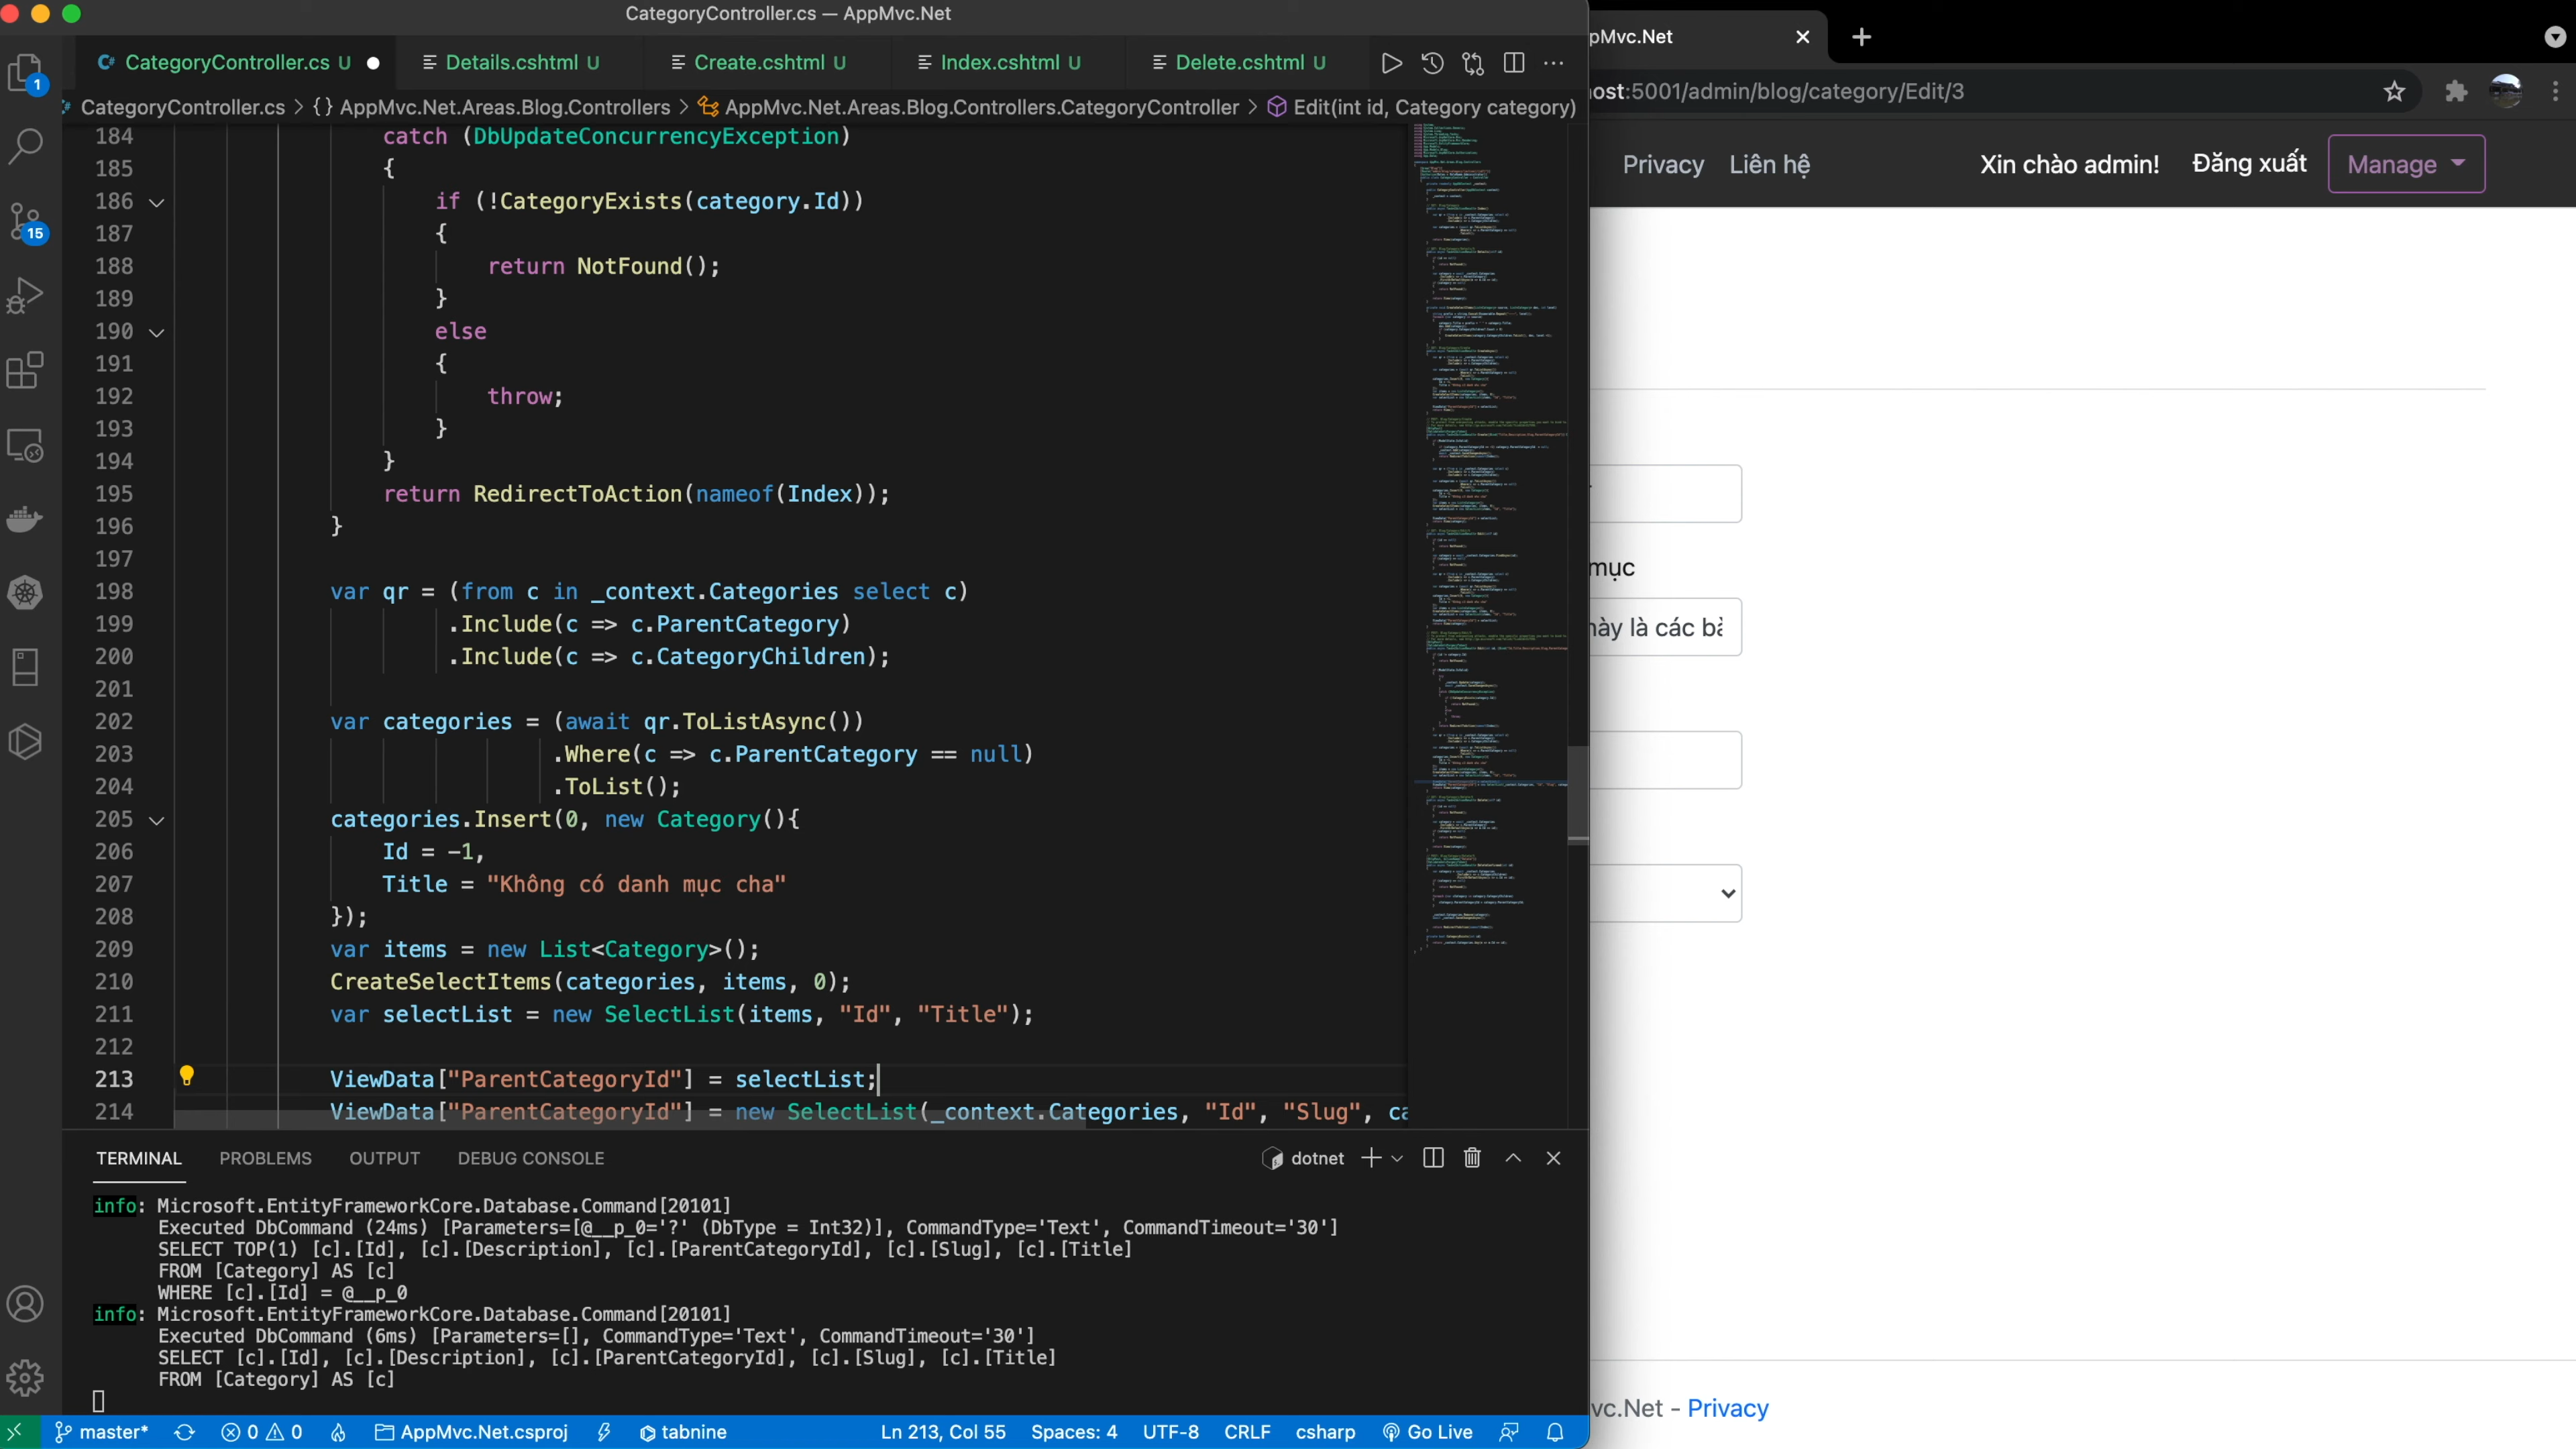 CategoryController.cs — AppMvc.Net
CategoryController.cs U
Details.cshtml U
Create.cshtml U
Index.cshtml U
Delete.cshtml U
CategoryController.cs > {} AppMvc.Net.Areas.Blog.Controllers > AppMvc.Net.Areas.Blog.Controllers.CategoryController > Edit(int id, Category category)
184 catch (DbUpdateConcurrencyException)
185 {
186 if (!CategoryExists(category.Id))
187 {
188 return NotFound();
189 }
190 else
191 {
192 throw;
193 }
194 }
195 return RedirectToAction(nameof(Index));
196 }
197
198 var qr = (from c in _context.Categories select c)
199 .Include(c => c.ParentCategory)
200 .Include(c => c.CategoryChildren);
201
202 var categories = (await qr.ToListAsync())
203 .Where(c => c.ParentCategory == null)
204 .ToList();
205 categories.Insert(0, new Category(){
206 Id = -1,
207 Title = "Không có danh mục cha"
208 });
209 var items = new List<Category>();
210 CreateSelectItems(categories, items, 0);
211 var selectList = new SelectList(items, "Id", "Title");
212
213 ViewData["ParentCategoryId"] = selectList;
214 ViewData["ParentCategoryId"] = new SelectList(_context.Categories, "Id", "Slug", ca
1
15
TERMINAL PROBLEMS OUTPUT DEBUG CONSOLE
dotnet
info: Microsoft.EntityFrameworkCore.Database.Command[20101]
Executed DbCommand (24ms) [Parameters=[@__p_0='?' (DbType = Int32)], CommandType='Text', CommandTimeout='30']
SELECT TOP(1) [c].[Id], [c].[Description], [c].[ParentCategoryId], [c].[Slug], [c].[Title]
FROM [Category] AS [c]
WHERE [c].[Id] = @__p_0
info: Microsoft.EntityFrameworkCore.Database.Command[20101]
Executed DbCommand (6ms) [Parameters=[], CommandType='Text', CommandTimeout='30']
SELECT [c].[Id], [c].[Description], [c].[ParentCategoryId], [c].[Slug], [c].[Title]
FROM [Category] AS [c]
master* 0 0 AppMvc.Net.csproj tabnine Ln 213, Col 55 Spaces: 4 UTF-8 CRLF csharp Go Live
pMvc.Net
ost:5001/admin/blog/category/Edit/3
Privacy Liên hệ Xin chào admin! Đăng xuất Manage
mục
này là các bà
vc.Net - Privacy